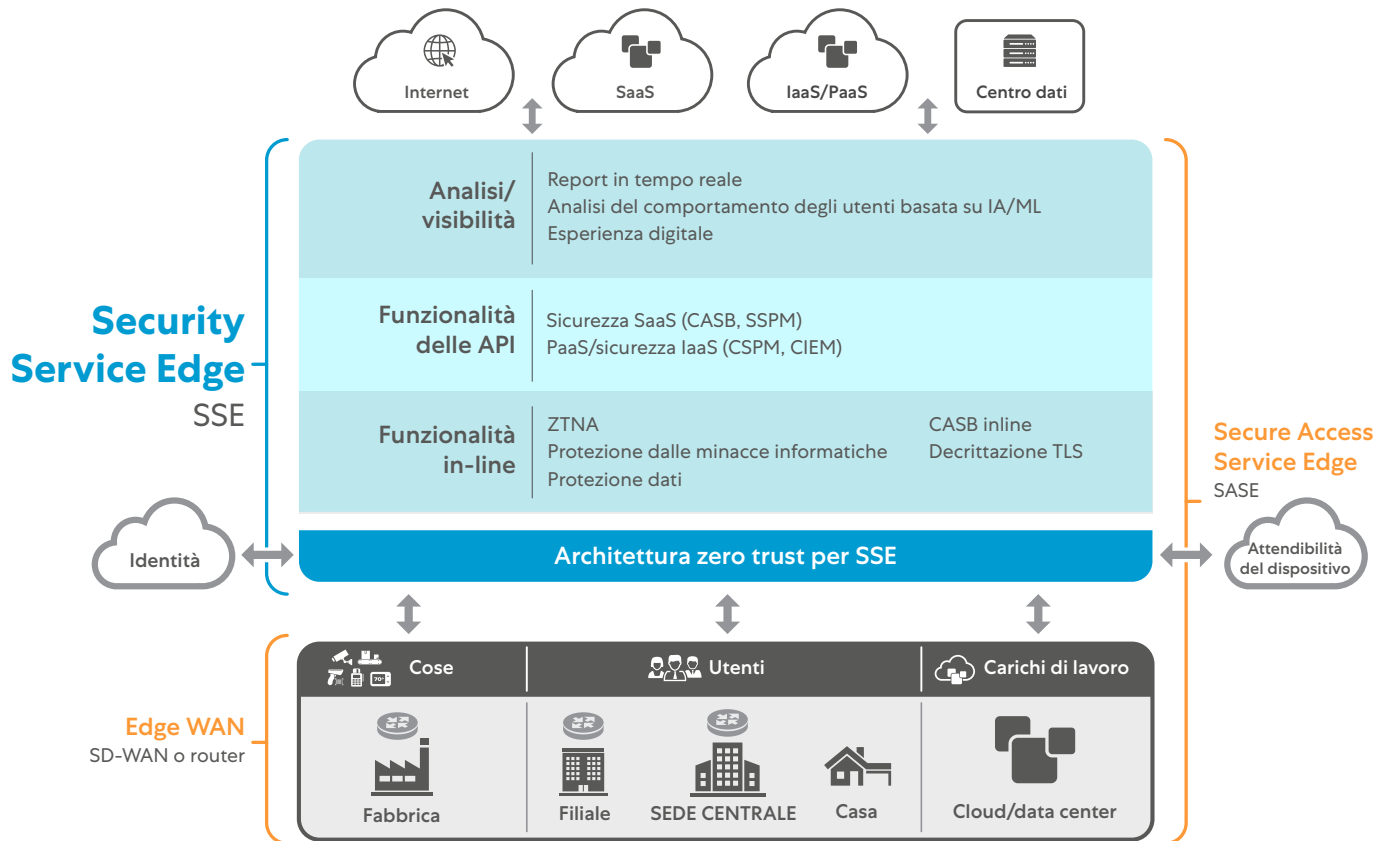 Internet
SaaS
IaaS/PaaS
Centro dati
Security
Service Edge
SSE
Analisi/
visibilità
Report in tempo reale
Analisi del comportamento degli utenti basata su IA/ML
Esperienza digitale
Funzionalità
delle API
Sicurezza SaaS (CASB, SSPM)
PaaS/sicurezza IaaS (CSPM, CIEM)
Funzionalità
in-line
ZTNA
Protezione dalle minacce informatiche
Protezione dati
CASB inline
Decrittazione TLS
Secure Access
Service Edge
SASE
Identità
Architettura zero trust per SSE
Attendibilità
del dispositivo
Edge WAN
SD-WAN o router
70°
Cose
Utenti
Carichi di lavoro
Fabbrica
Filiale
SEDE CENTRALE
Casa
Cloud/data center